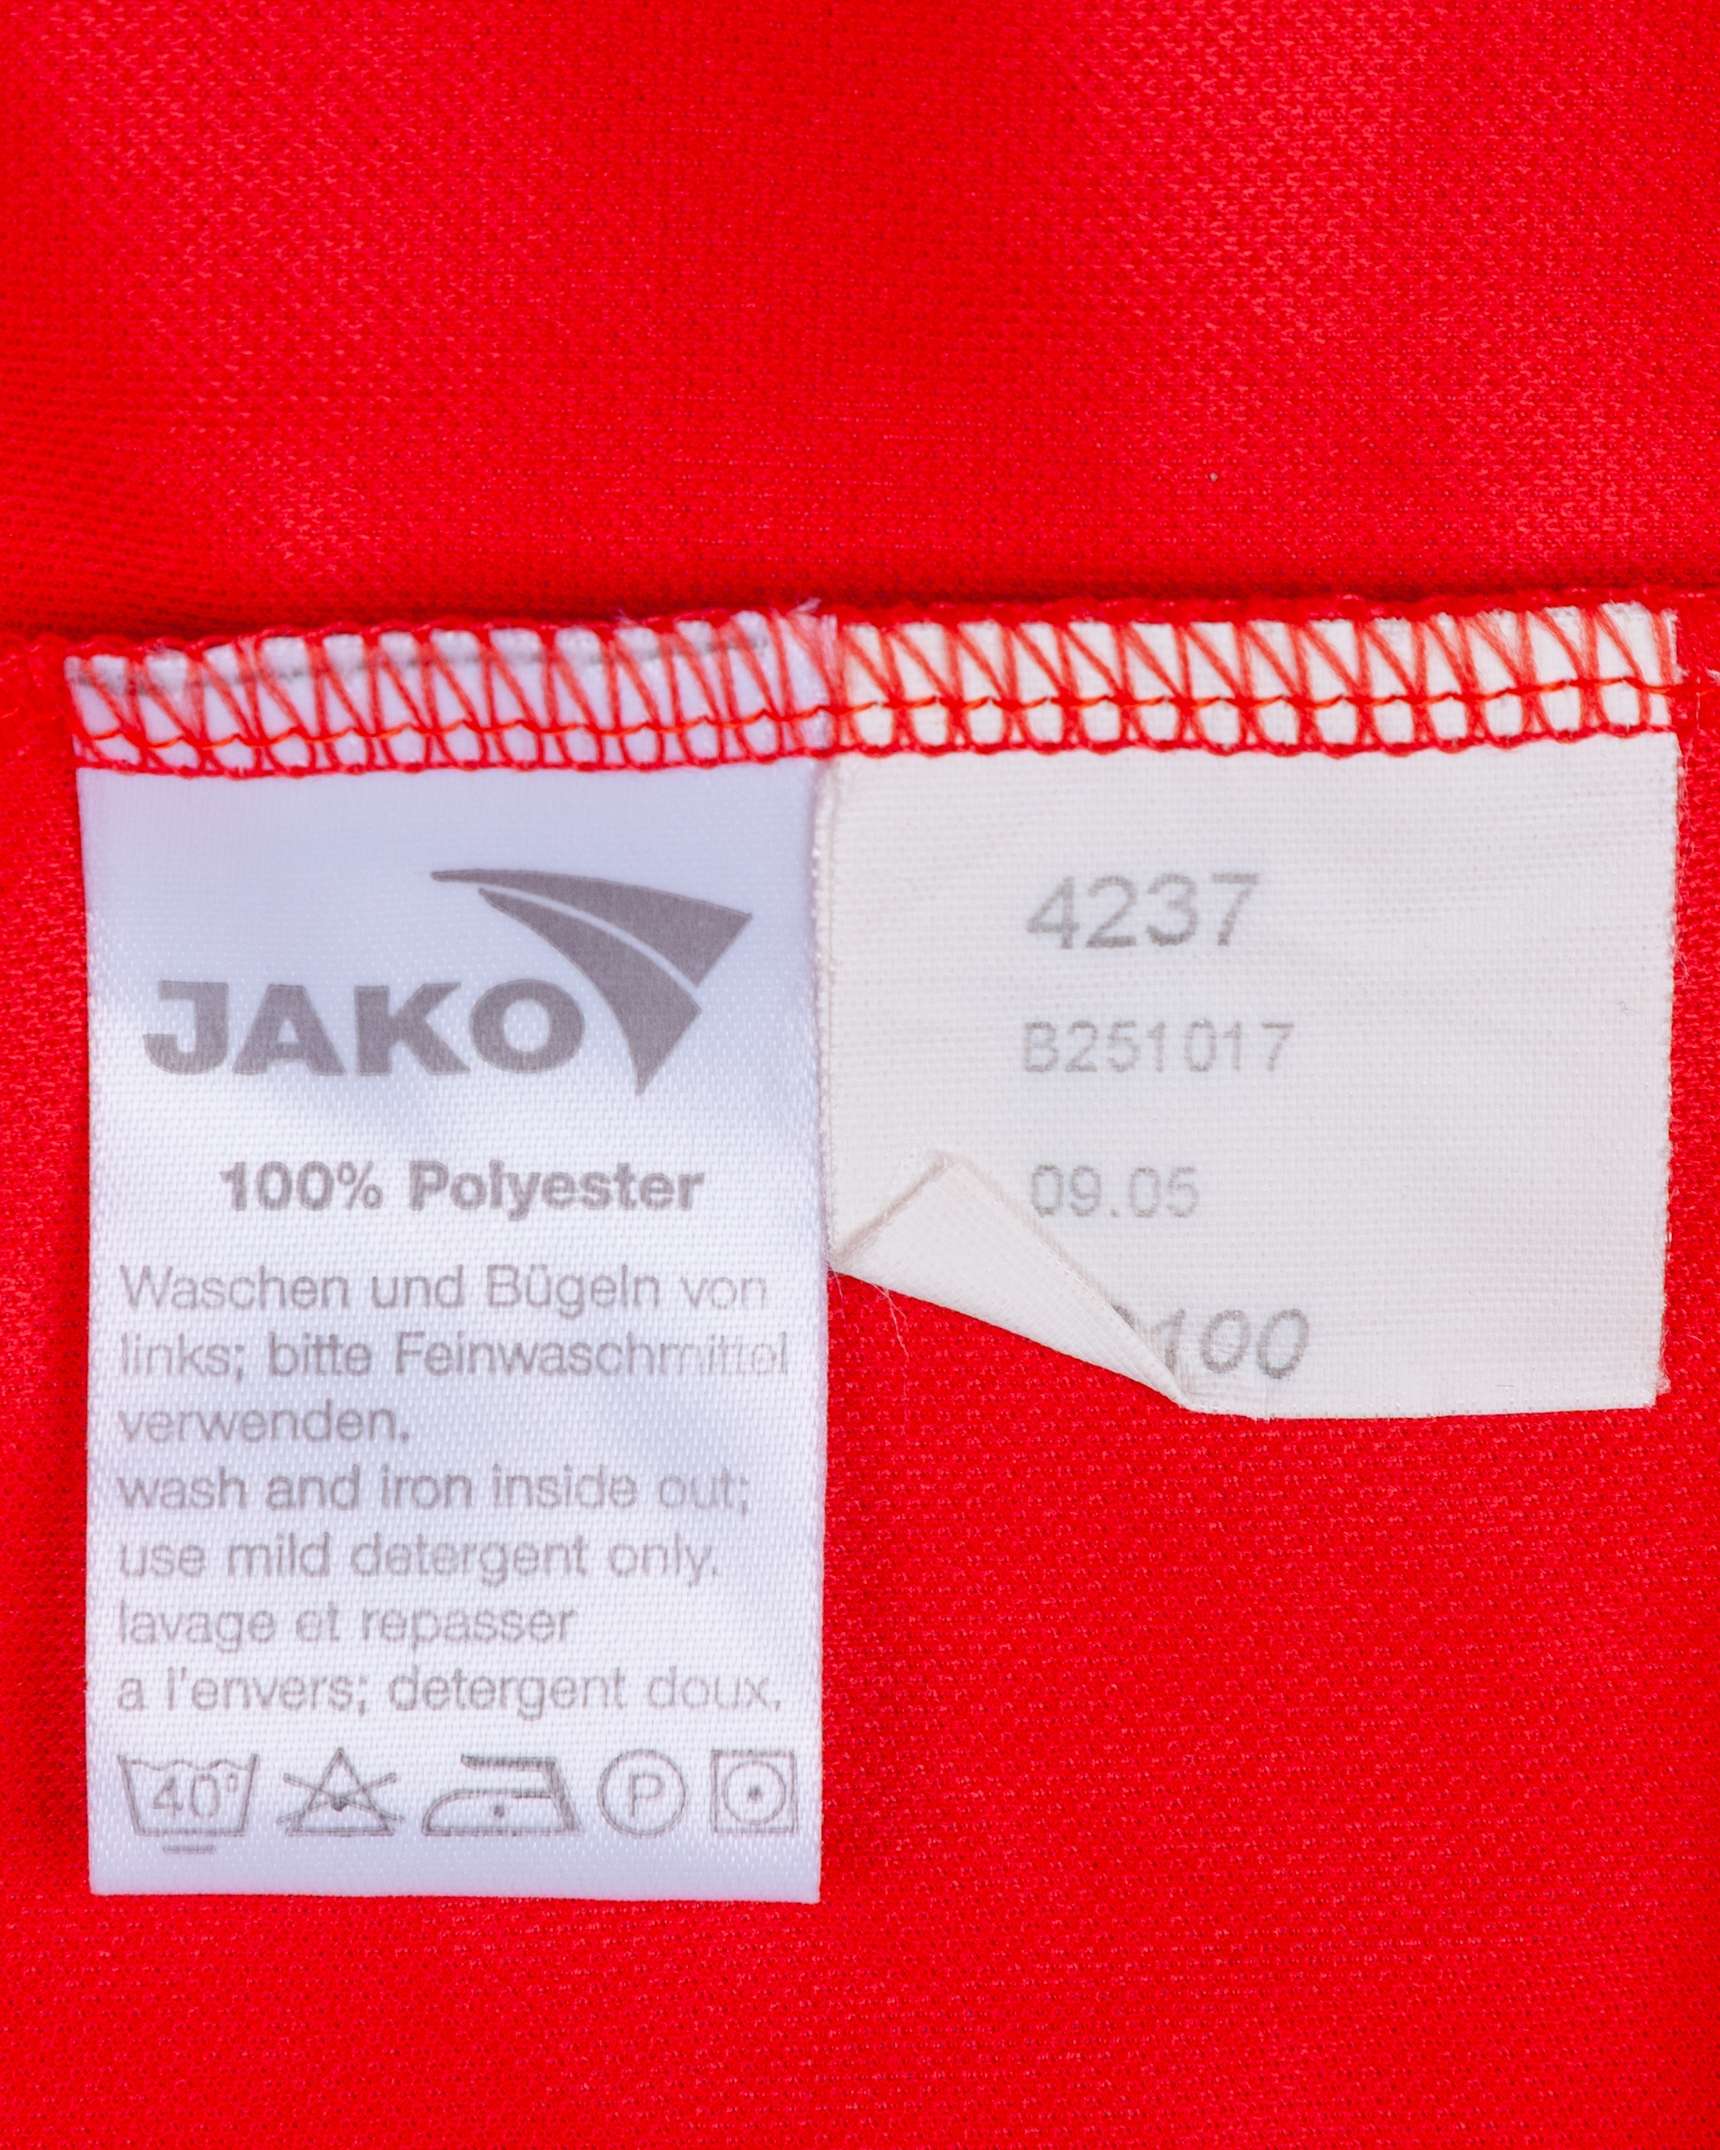 JAKO
100% Polyester
Waschen und Bügeln von
links; bitte Feinwaschmittel
verwenden.
wash and iron inside out;
use mild detergent only.
lavage et repasser
a l'envers; detergent doux.
40° P
4237
B251017
09.05